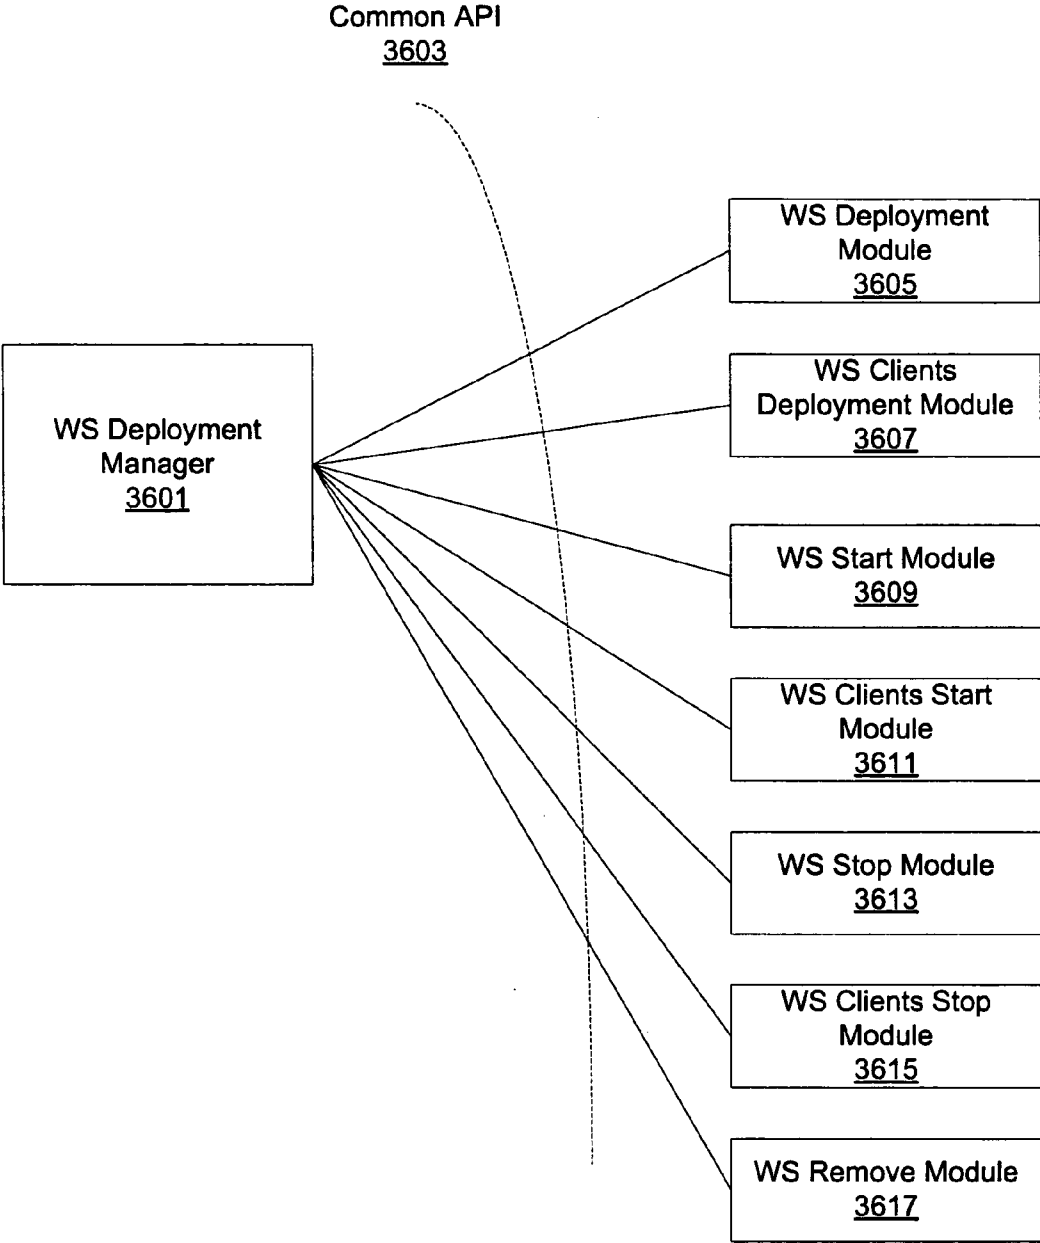 Common API
3603
WS Deployment
Module
3605
WS Clients
Deployment Module
3607
WS Deployment
Manager
3601
WS Start Module
3609
WS Clients Start
Module
3611
WS Stop Module
3613
WS Clients Stop
Module
3615
WS Remove Module
3617